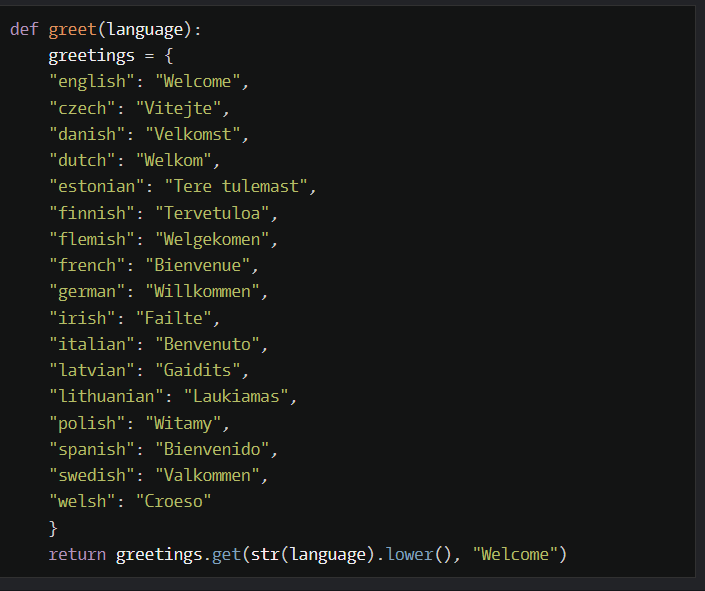 def greet(language):
    greetings = {
    "english": "Welcome",
    "czech": "Vitejte",
    "danish": "Velkomst",
    "dutch": "Welkom",
    "estonian": "Tere tulemast",
    "finnish": "Tervetuloa",
    "flemish": "Welgekomen",
    "french": "Bienvenue",
    "german": "Willkommen",
    "irish": "Failte",
    "italian": "Benvenuto",
    "latvian": "Gaidits",
    "lithuanian": "Laukiamas",
    "polish": "Witamy",
    "spanish": "Bienvenido",
    "swedish": "Valkommen",
    "welsh": "Croeso"
    }
    return greetings.get(str(language).lower(), "Welcome")